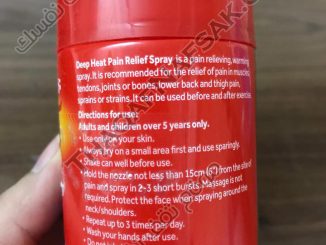 Deep Heat Pain Relief Spray is a pain relieving, warming
spray. It is recommended for the relief of pain in muscles,
tendons, joints or bones, lower back and thigh pain,
sprains or strains. It can be used before and after exercise.
Directions for use:
Adults and children over 5 years only.
• Use only on your skin.
• Always try on a small area first and use sparingly.
• Shake can well before use.
• Hold the nozzle not less than 15cm (6") from the area of
pain and spray in 2-3 short bursts. Massage is not
required. Protect the face when spraying around the
neck/shoulders.
• Repeat up to 3 times per day.
• Wash your hands after use.